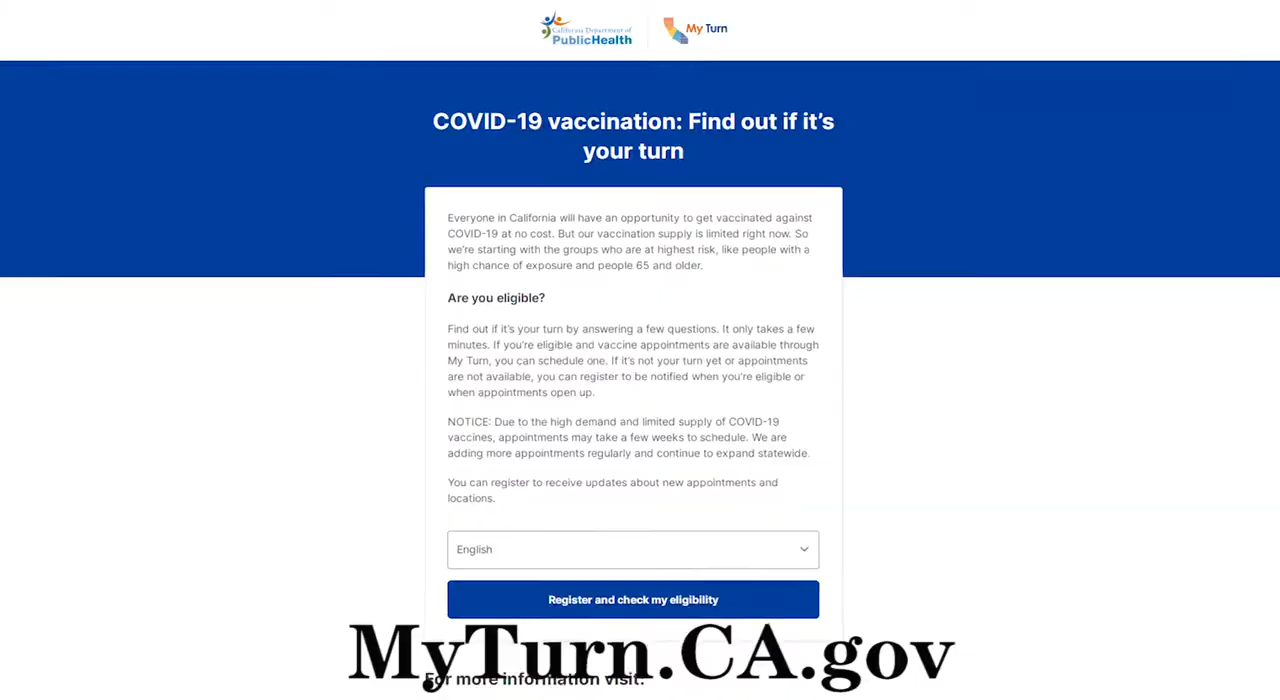 California Department of
PublicHealth
My Turn
COVID-19 vaccination: Find out if it's
your turn
Everyone in California will have an opportunity to get vaccinated against
COVID-19 at no cost. But our vaccination supply is limited right now. So
we're starting with the groups who are at highest risk, like people with a
high chance of exposure and people 65 and older.
Are you eligible?
Find out if it's your turn by answering a few questions. It only takes a few
minutes. If you're eligible and vaccine appointments are available through
My Turn, you can schedule one. If it's not your turn yet or appointments
are not available, you can register to be notified when you're eligible or
when appointments open up.
NOTICE: Due to the high demand and limited supply of COVID-19
vaccines, appointments may take a few weeks to schedule. We are
adding more appointments regularly and continue to expand statewide.
You can register to receive updates about new appointments and
locations.
English
Register and check my eligibility
MyTurn.CA.gov
For more information visit: